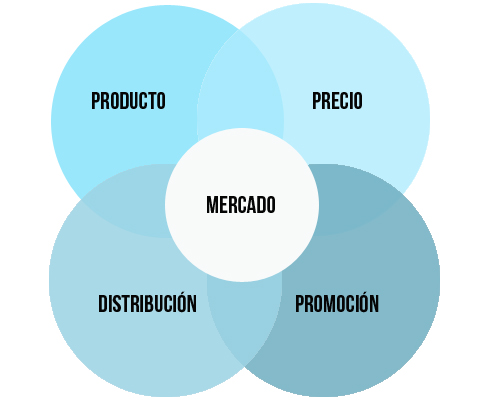 PRODUCTO
PRECIO
MERCADO
DISTRIBUCIÓN
PROMOCIÓN